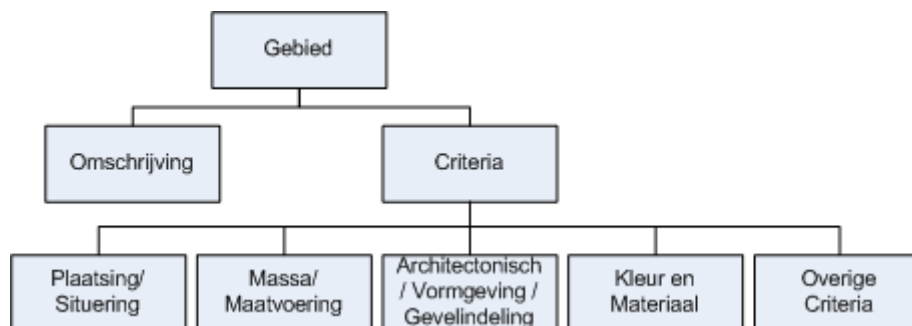 Gebied
Omschrijving
Criteria
Plaatsing/
Situering
Massa/
Maatvoering
Architectonisch
/ Vormgeving /
Gevelindeling
Kleur en
Materiaal
Overige
Criteria